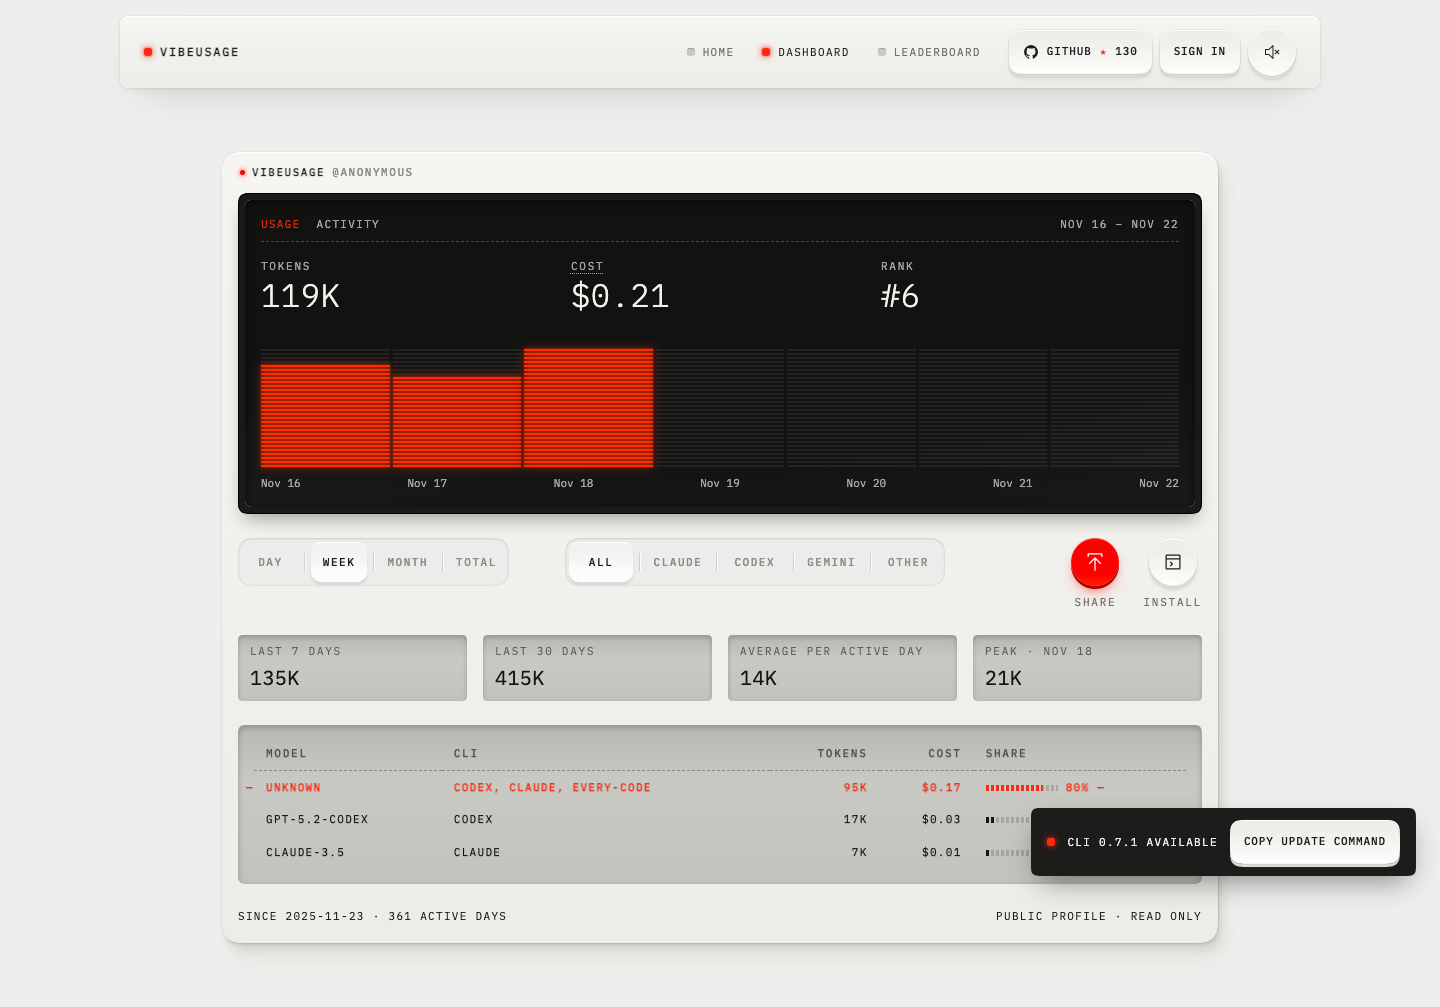 VIBEUSAGE
HOME
DASHBOARD
LEADERBOARD
GITHUB ★ 130
SIGN IN
VIBEUSAGE @ANONYMOUS
USAGE ACTIVITY
NOV 16 – NOV 22
TOKENS
119K
COST
$0.21
RANK
#6
Nov 16
Nov 17
Nov 18
Nov 19
Nov 20
Nov 21
Nov 22
DAY
WEEK
MONTH
TOTAL
ALL
CLAUDE
CODEX
GEMINI
OTHER
SHARE
INSTALL
LAST 7 DAYS
135K
LAST 30 DAYS
415K
AVERAGE PER ACTIVE DAY
14K
PEAK · NOV 18
21K
MODEL CLI TOKENS COST SHARE
– UNKNOWN CODEX, CLAUDE, EVERY-CODE 95K $0.17 80% –
GPT-5.2-CODEX CODEX 17K $0.03
CLAUDE-3.5 CLAUDE 7K $0.01
CLI 0.7.1 AVAILABLE
COPY UPDATE COMMAND
SINCE 2025-11-23 · 361 ACTIVE DAYS
PUBLIC PROFILE · READ ONLY